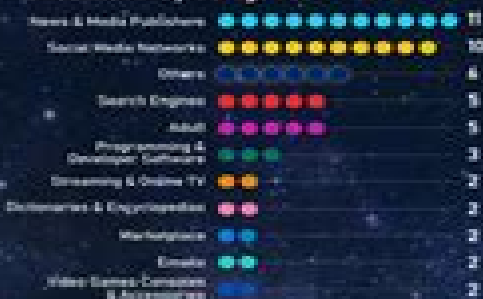 News & Media Publishers 11
Social Media Networks 10
Others 6
Search Engines 5
Adult 5
Programming &
Developer Software 3
Streaming & Online TV 2
Dictionaries & Encyclopedias 2
Marketplace 2
Emails 2
Video Games Consoles
& Accessories 2